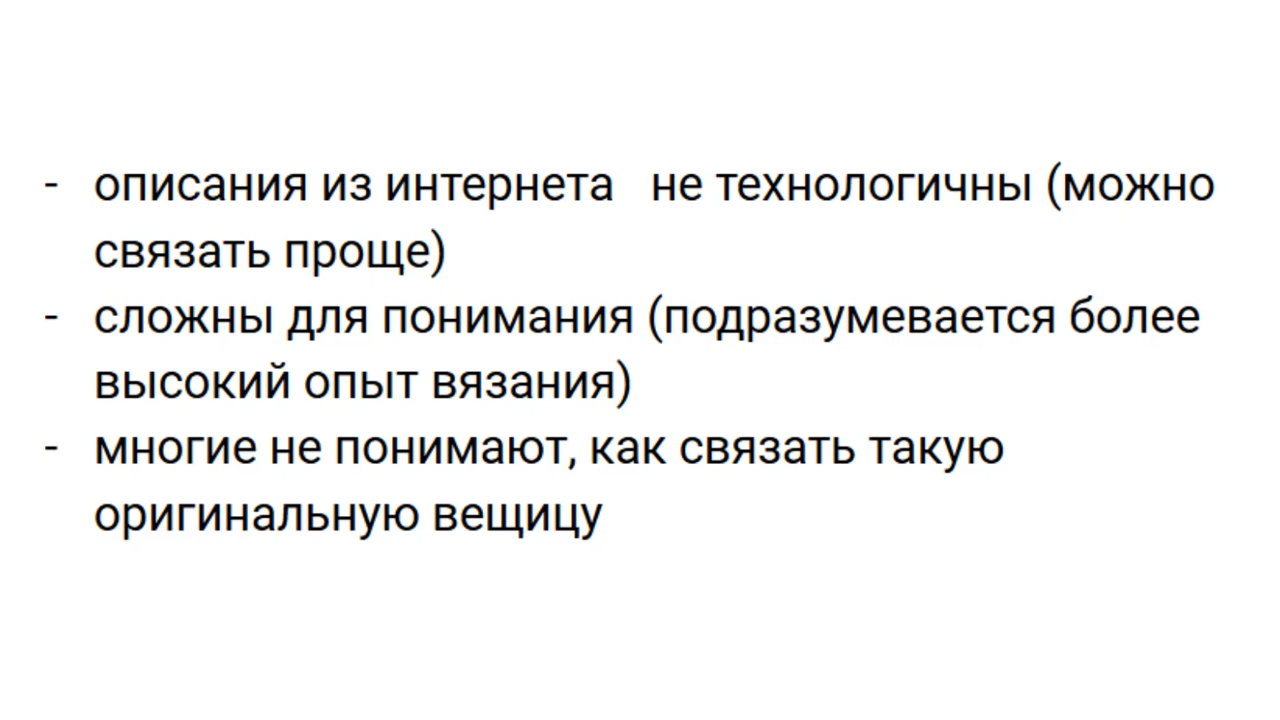 - описания из интернета   не технологичны (можно
связать проще)
- сложны для понимания (подразумевается более
высокий опыт вязания)
- многие не понимают, как связать такую
оригинальную вещицу